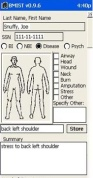 BMIST v0.9.6 4:40p
Last Name, First Name
Snuffy, Joe
SSN 111-11-1111
BI NBI Disease Psych
Airway
Head
Wound
Neck
Burn
Amputation
Stress
Other
Specify Other:
back left shoulder Store
Summary
stress to back left shoulder